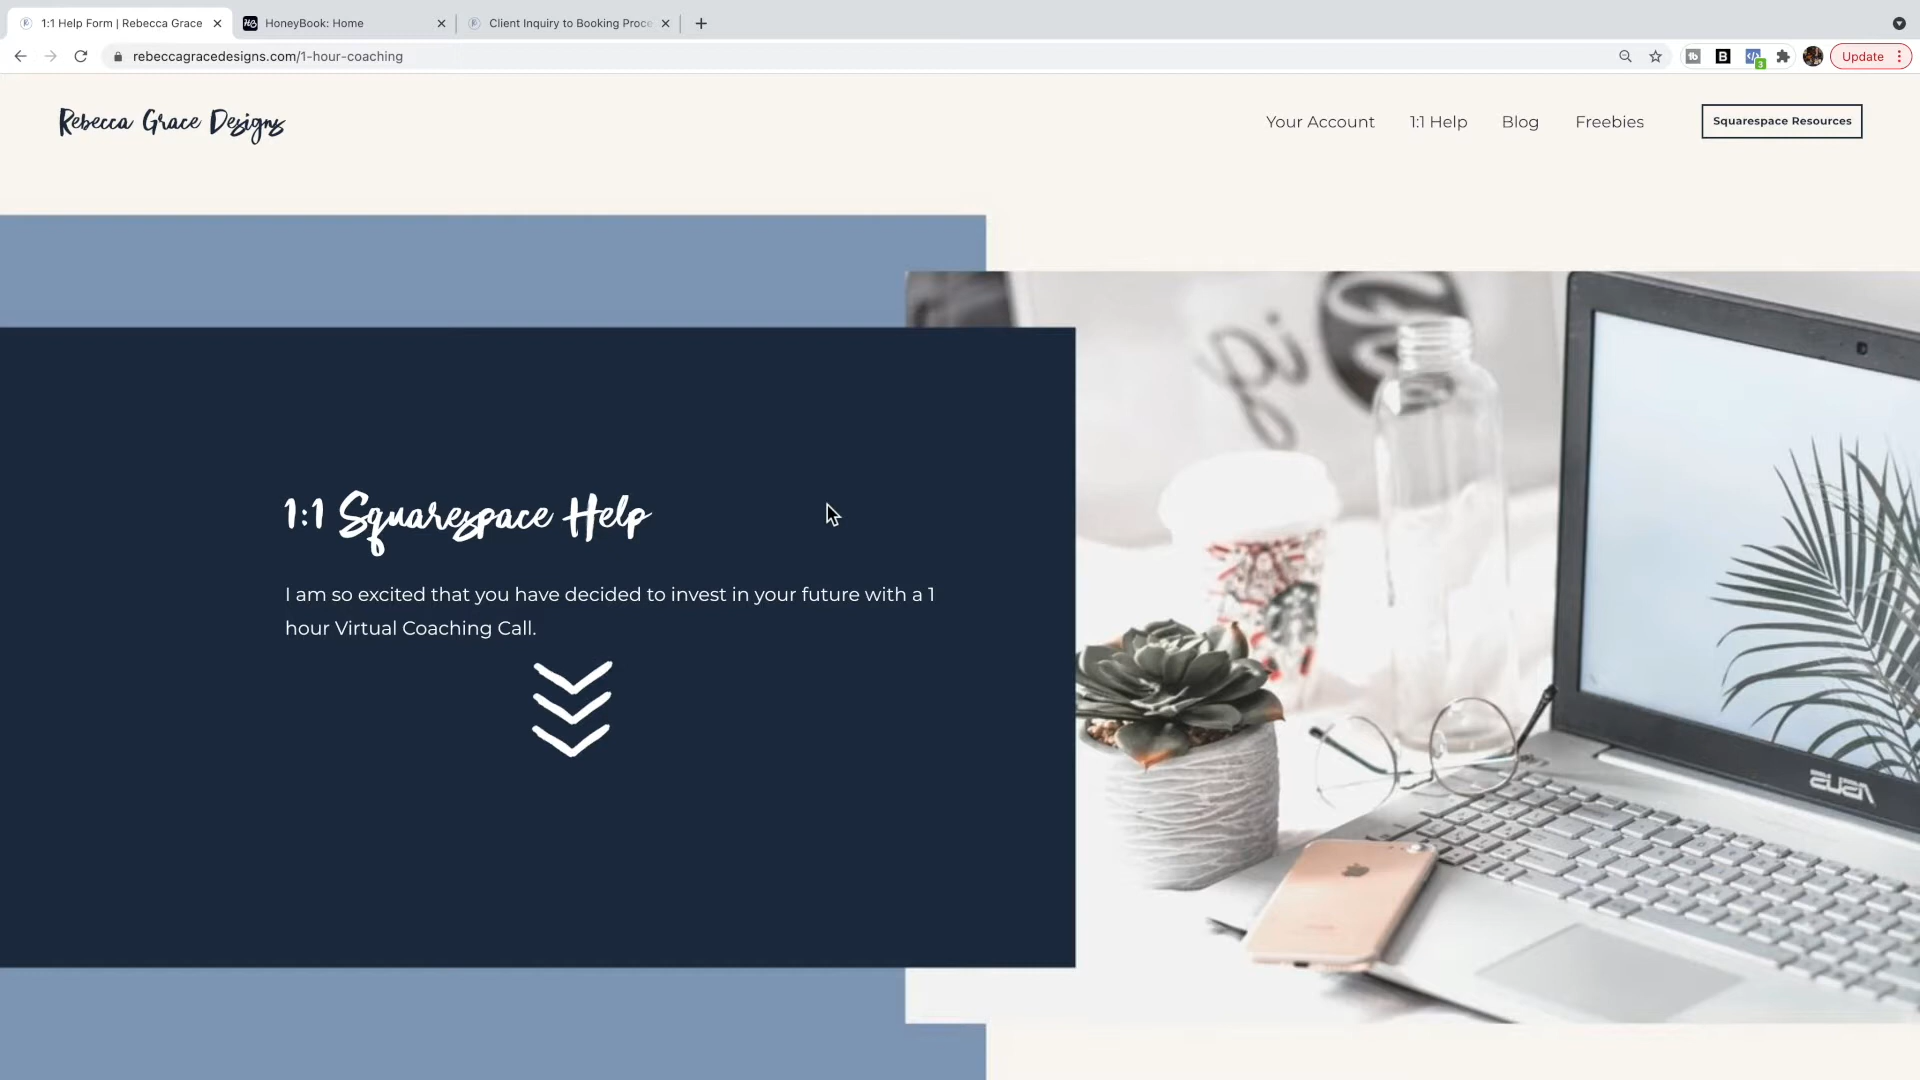 1:1 Help Form | Rebecca Grace
HoneyBook: Home
Client Inquiry to Booking Proce
rebeccagracedesigns.com/1-hour-coaching
B
3
Update
Rebecca Grace Designs
Your Account
1:1 Help
Blog
Freebies
Squarespace Resources
1:1 Squarespace Help
I am so excited that you have decided to invest in your future with a 1
hour Virtual Coaching Call.